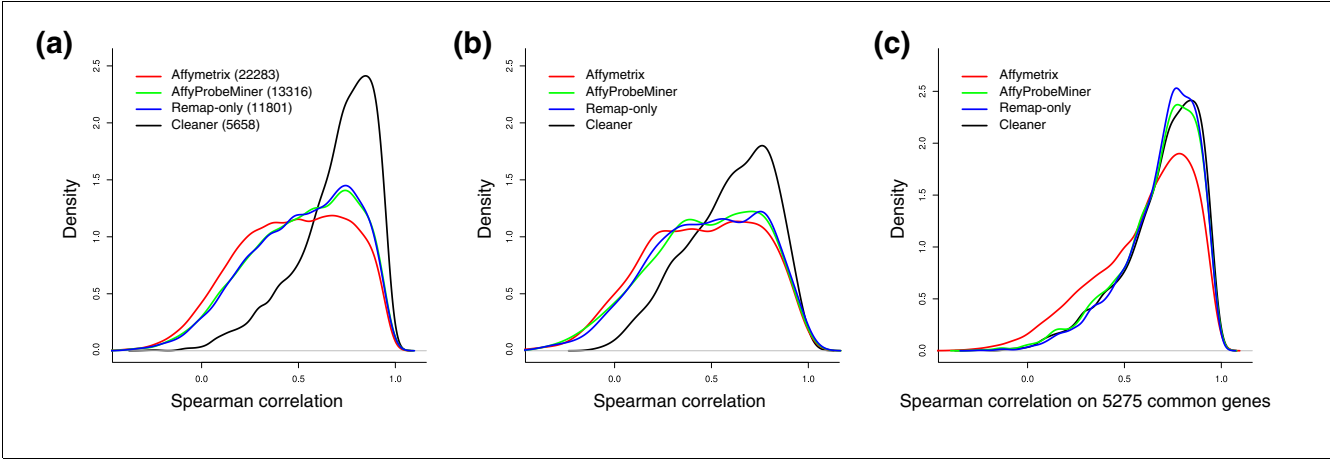 (a)
2.5
2.0
1.5
1.0
0.5
0.0
Density
Affymetrix (22283)
AffyProbeMiner (13316)
Remap-only (11801)
Cleaner (5658)
0.0 0.5 1.0
Spearman correlation
(b)
2.5
2.0
1.5
1.0
0.5
0.0
Density
Affymetrix
AffyProbeMiner
Remap-only
Cleaner
0.0 0.5 1.0
Spearman correlation
(c)
2.5
2.0
1.5
1.0
0.5
0.0
Density
Affymetrix
AffyProbeMiner
Remap-only
Cleaner
0.0 0.5 1.0
Spearman correlation on 5275 common genes